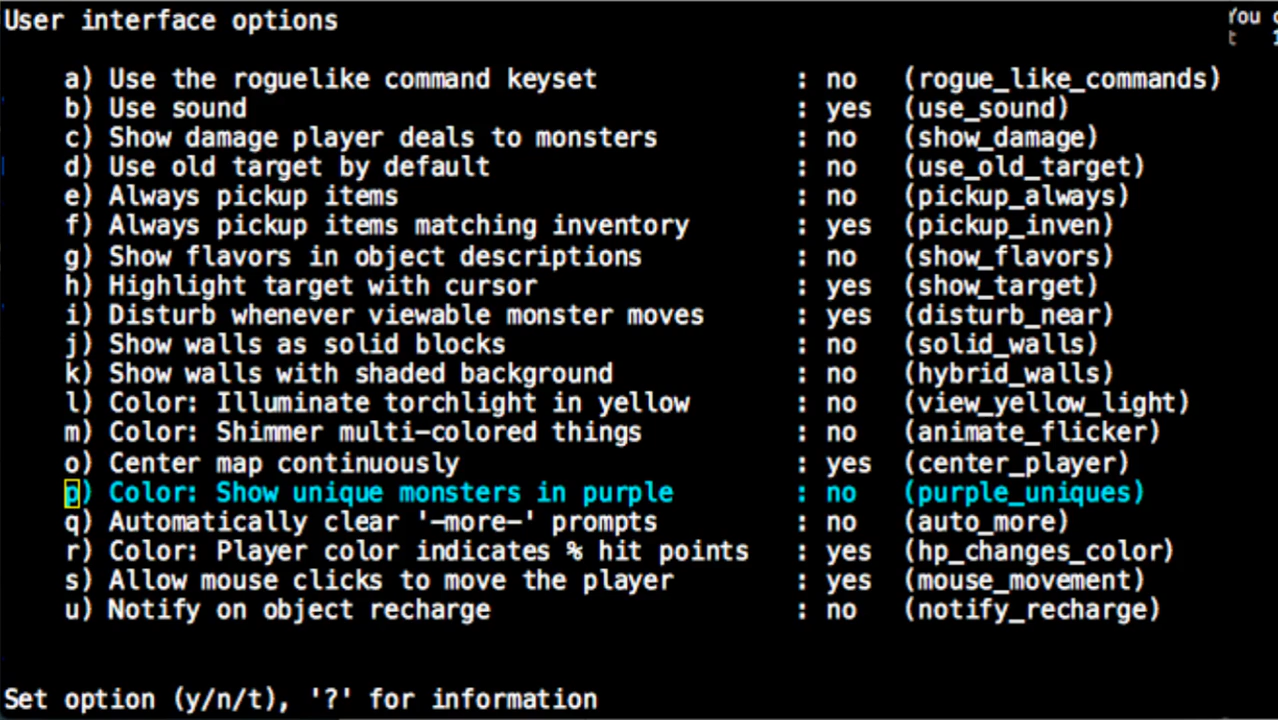 User interface options
You
t
a) Use the roguelike command keyset : no (rogue_like_commands)
b) Use sound : yes (use_sound)
c) Show damage player deals to monsters : no (show_damage)
d) Use old target by default : no (use_old_target)
e) Always pickup items : no (pickup_always)
f) Always pickup items matching inventory : yes (pickup_inven)
g) Show flavors in object descriptions : no (show_flavors)
h) Highlight target with cursor : yes (show_target)
i) Disturb whenever viewable monster moves : yes (disturb_near)
j) Show walls as solid blocks : no (solid_walls)
k) Show walls with shaded background : no (hybrid_walls)
l) Color: Illuminate torchlight in yellow : no (view_yellow_light)
m) Color: Shimmer multi-colored things : no (animate_flicker)
o) Center map continuously : yes (center_player)
p) Color: Show unique monsters in purple : no (purple_uniques)
q) Automatically clear '-more-' prompts : no (auto_more)
r) Color: Player color indicates % hit points : yes (hp_changes_color)
s) Allow mouse clicks to move the player : yes (mouse_movement)
u) Notify on object recharge : no (notify_recharge)
Set option (y/n/t), '?' for information